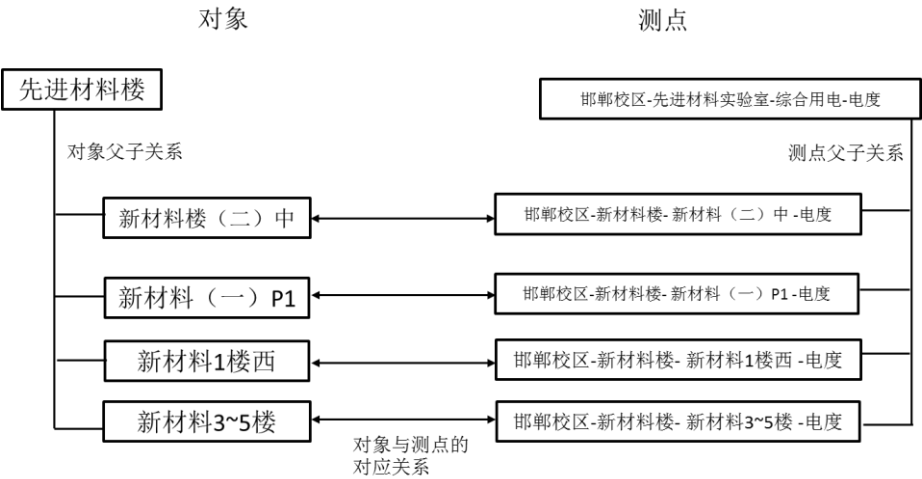 对象
测点
先进材料楼
邯郸校区-先进材料实验室-综合用电-电度
对象父子关系
测点父子关系
新材料楼（二）中
邯郸校区-新材料楼- 新材料（二）中 -电度
新材料（一）P1
邯郸校区-新材料楼- 新材料（一）P1 -电度
新材料1楼西
邯郸校区-新材料楼- 新材料1楼西 -电度
新材料3~5楼
邯郸校区-新材料楼- 新材料3~5楼 -电度
对象与测点的
对应关系